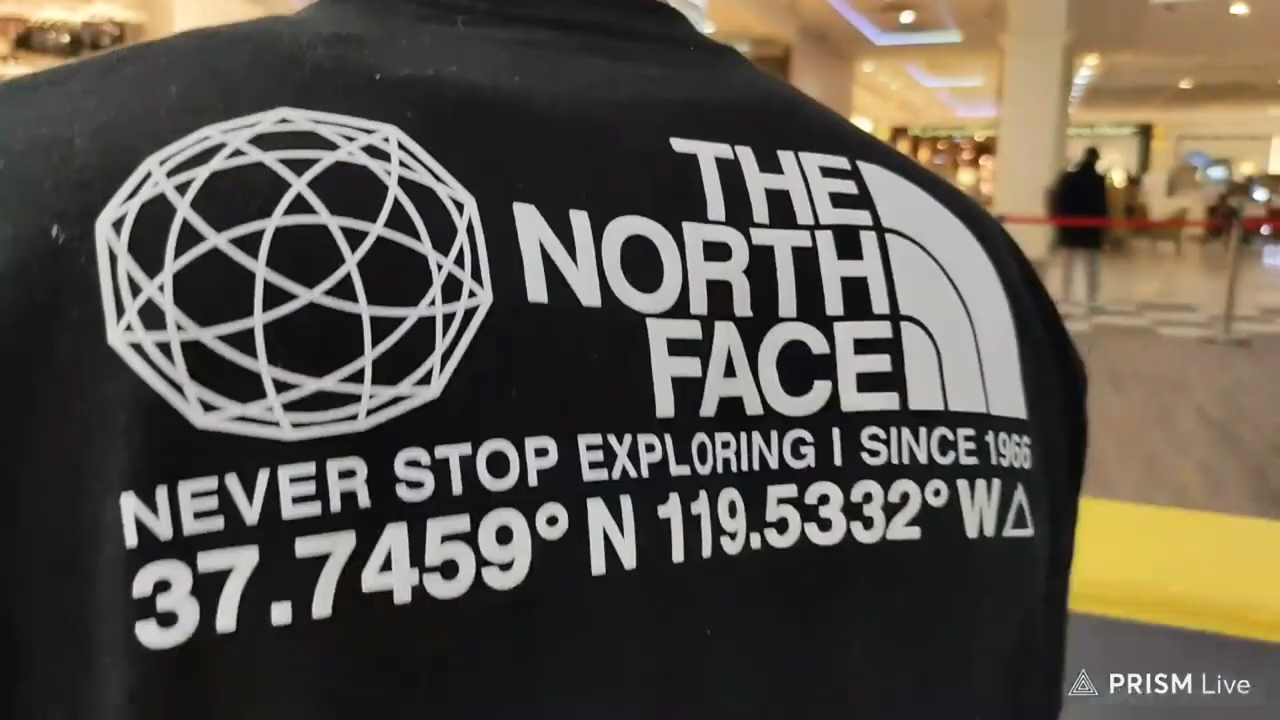 THE
NORTH
FACE
NEVER STOP EXPLORING | SINCE 1966
37.7459° N 119.5332° W △
PRISM Live